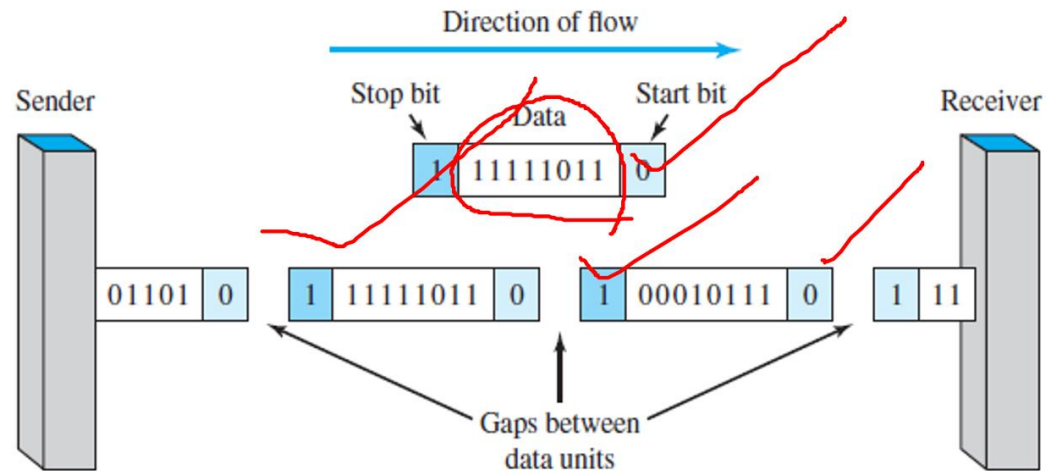 Direction of flow
Sender
Stop bit
Data
Start bit
Receiver
1 11111011 0
01101 0 1 11111011 0 1 00010111 0 1 11
Gaps between
data units